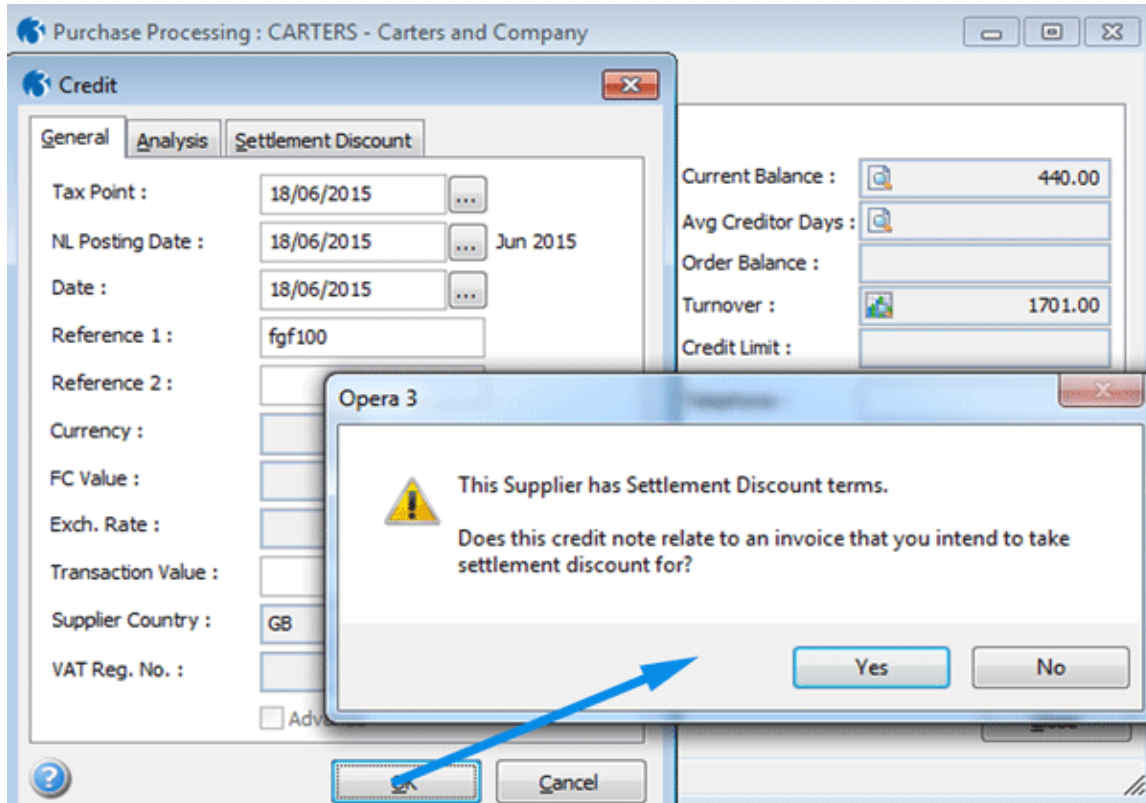 Purchase Processing : CARTERS - Carters and Company
Credit
General Analysis Settlement Discount
Tax Point : 18/06/2015 ...
NL Posting Date : 18/06/2015 ... Jun 2015
Date : 18/06/2015 ...
Reference 1 : fgf100
Reference 2 :
Currency :
FC Value :
Exch. Rate :
Transaction Value :
Supplier Country : GB
VAT Reg. No. :
OK Cancel
Current Balance : 440.00
Avg Creditor Days :
Order Balance :
Turnover : 1701.00
Credit Limit :
Opera 3
This Supplier has Settlement Discount terms.
Does this credit note relate to an invoice that you intend to take
settlement discount for?
Yes No